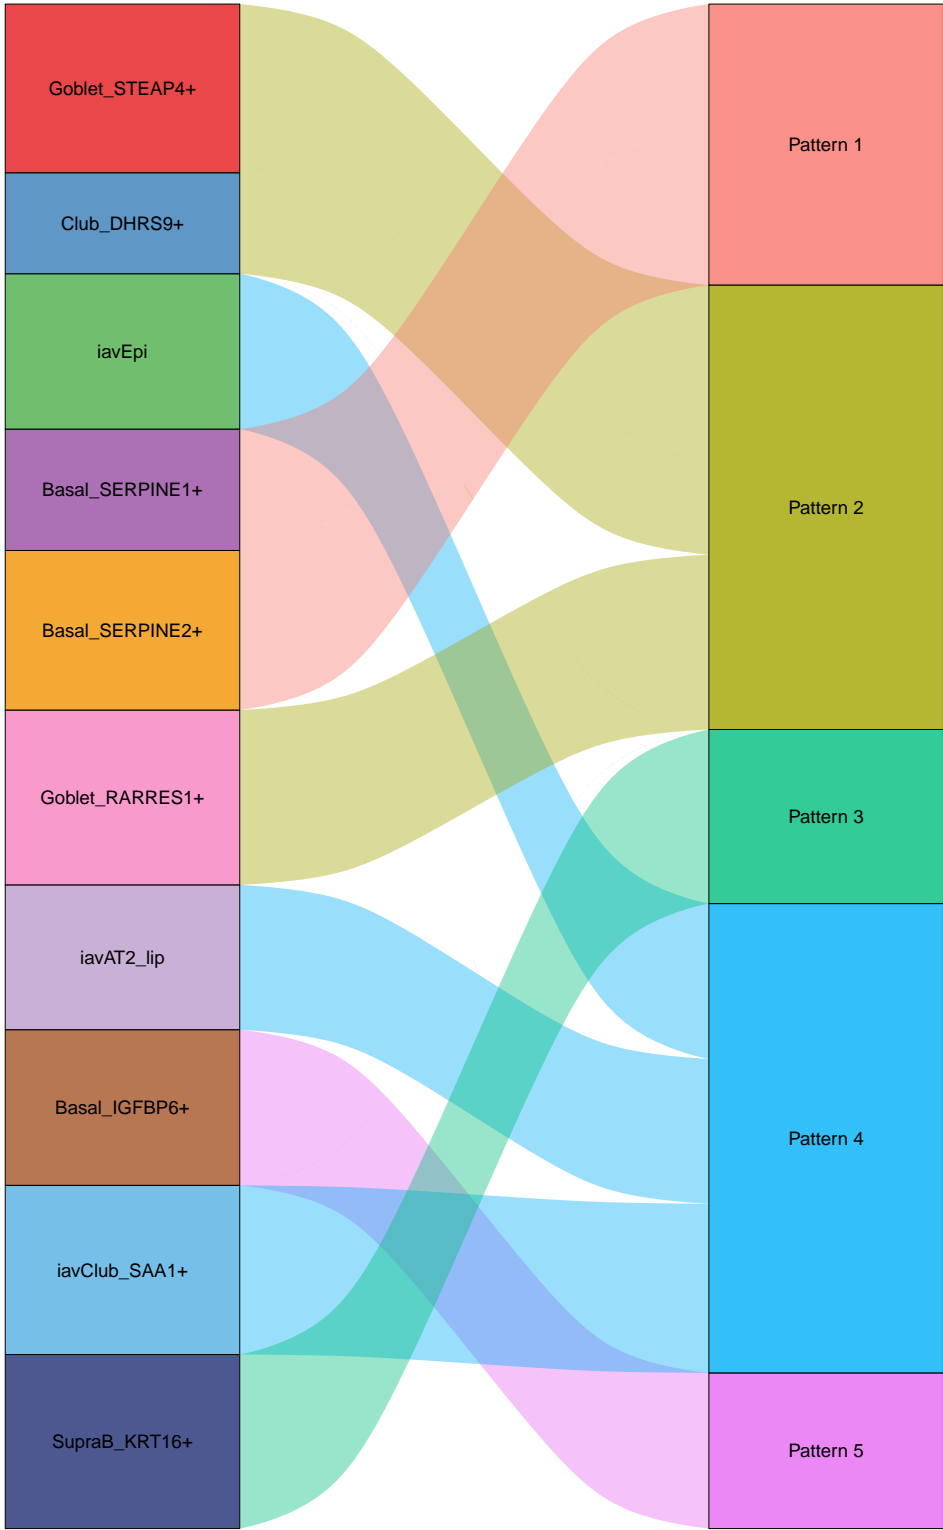 Goblet_STEAP4+
Club_DHRS9+
iavEpi
Basal_SERPINE1+
Basal_SERPINE2+
Goblet_RARRES1+
iavAT2_lip
Basal_IGFBP6+
iavClub_SAA1+
SupraB_KRT16+
Pattern 1
Pattern 2
Pattern 3
Pattern 4
Pattern 5